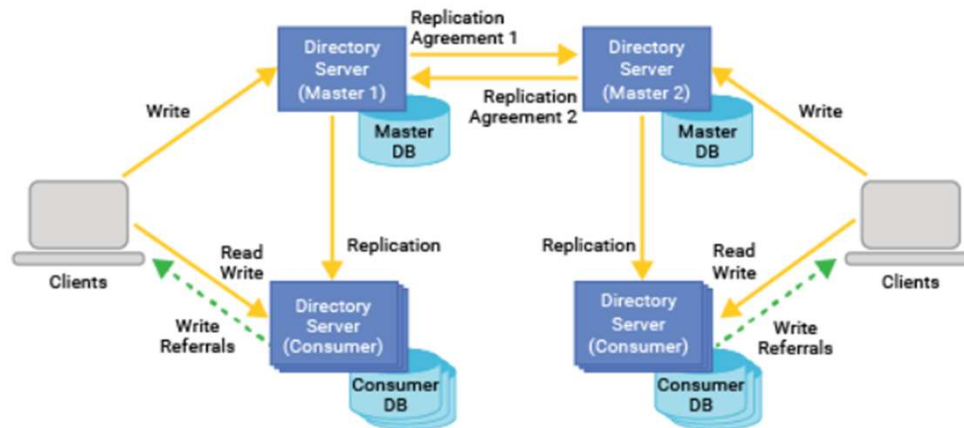 Replication
Agreement 1
Directory
Server
(Master 1)
Directory
Server
(Master 2)
Replication
Agreement 2
Write
Write
Master
DB
Master
DB
Clients
Read
Write
Replication
Replication
Read
Write
Clients
Write
Referrals
Directory
Server
(Consumer)
Directory
Server
(Consumer)
Write
Referrals
Consumer
DB
Consumer
DB